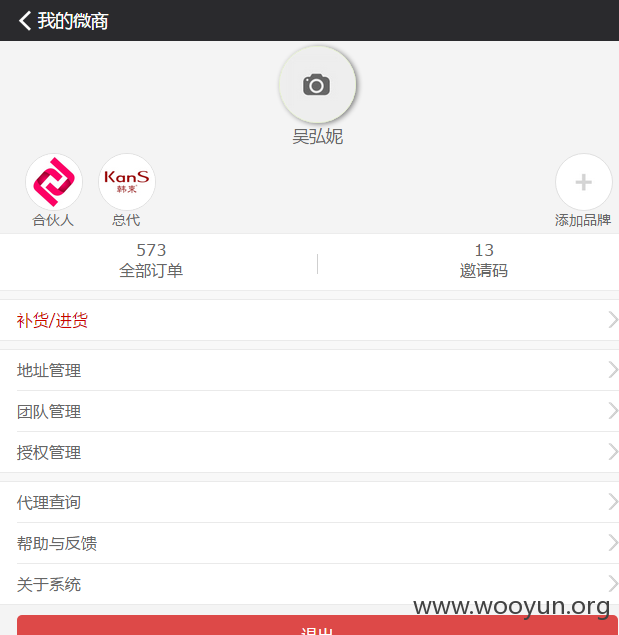 我的微商
吴弘妮
KanS
韩束
合伙人 总代 添加品牌
573 13
全部订单 邀请码
补货/进货
地址管理
团队管理
授权管理
代理查询
帮助与反馈
关于系统
www.wooyun.org
退出